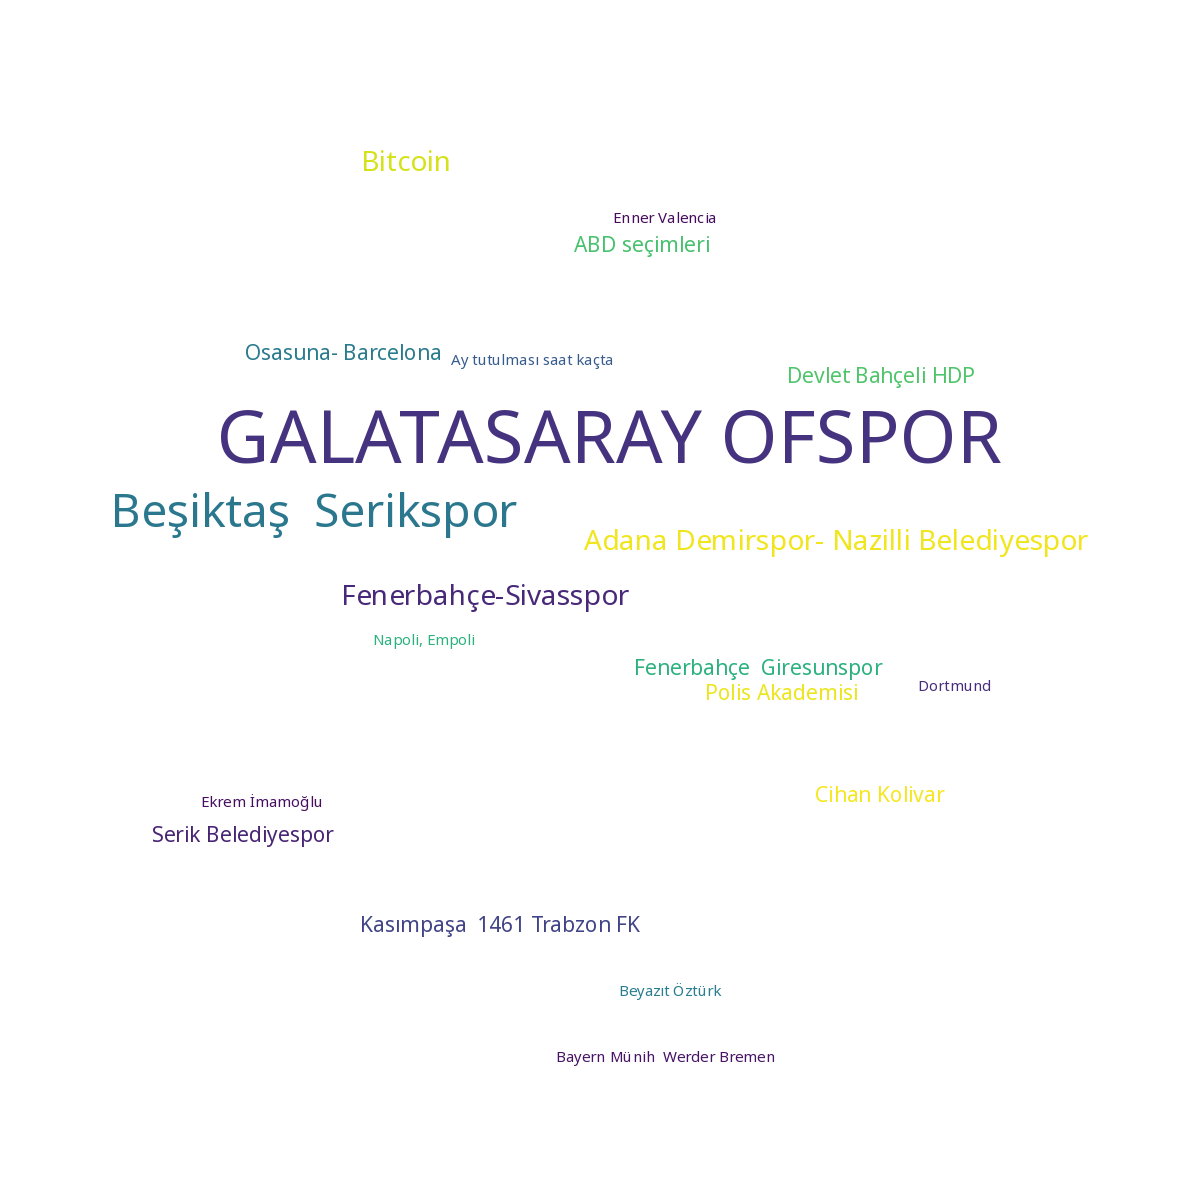 Bitcoin
Enner Valencia
ABD seçimleri
Osasuna- Barcelona
Ay tutulması saat kaçta
Devlet Bahçeli HDP
GALATASARAY OFSPOR
Beşiktaş  Serikspor
Adana Demirspor- Nazilli Belediyespor
Fenerbahçe-Sivasspor
Napoli, Empoli
Fenerbahçe  Giresunspor
Dortmund
Polis Akademisi
Cihan Kolivar
Ekrem İmamoğlu
Serik Belediyespor
Kasımpaşa  1461 Trabzon FK
Beyazıt Öztürk
Bayern Münih  Werder Bremen